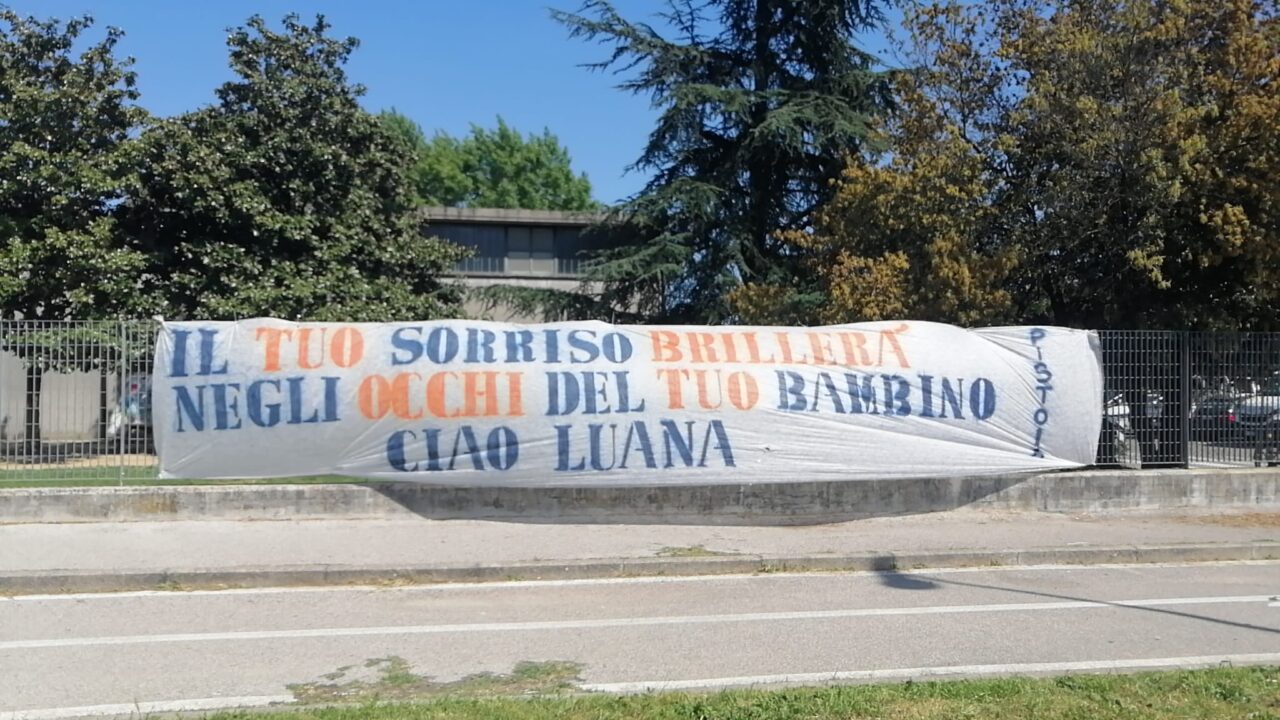 IL TUO SORRISO BRILLERÀ
NEGLI OCCHI DEL TUO BAMBINO
CIAO LUANA
PISTOIA